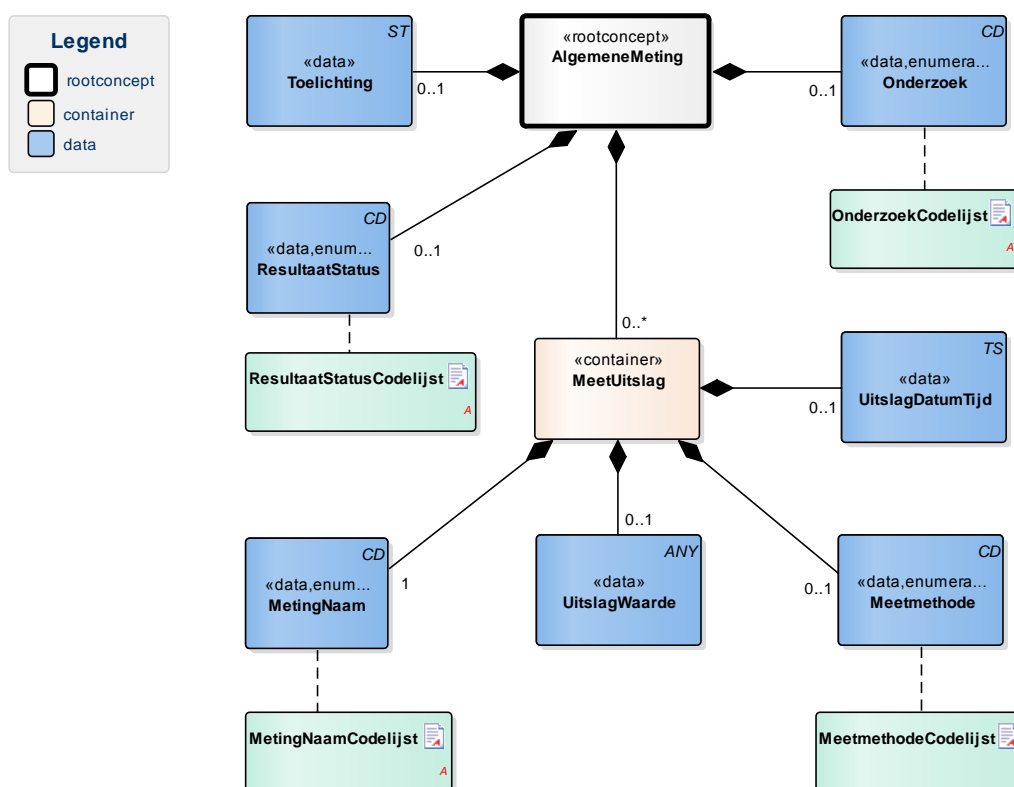 Legend
rootconcept
container
data
ST
«data»
Toelichting
0..1
«rootconcept»
AlgemeneMeting
CD
«data,enumera...
Onderzoek
0..1
OnderzoekCodelijst
A
CD
«data,enum...
ResultaatStatus
0..1
ResultaatStatusCodelijst
A
0..*
«container»
MeetUitslag
TS
«data»
UitslagDatumTijd
0..1
CD
«data,enum...
MetingNaam
1
ANY
«data»
UitslagWaarde
0..1
CD
«data,enumera...
Meetmethode
0..1
MetingNaamCodelijst
A
MeetmethodeCodelijst